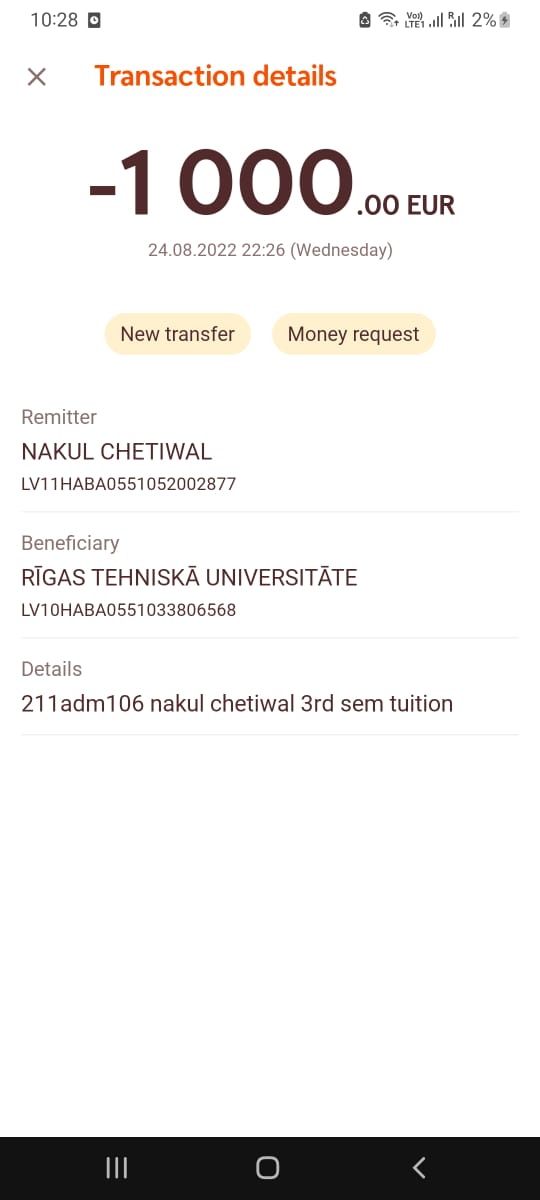 10:28
Vo)) LTE1 R 2%
Transaction details
-1 000.00 EUR
24.08.2022 22:26 (Wednesday)
New transfer Money request
Remitter
NAKUL CHETIWAL
LV11HABA0551052002877
Beneficiary
RĪGAS TEHNISKĀ UNIVERSITĀTE
LV10HABA0551033806568
Details
211adm106 nakul chetiwal 3rd sem tuition